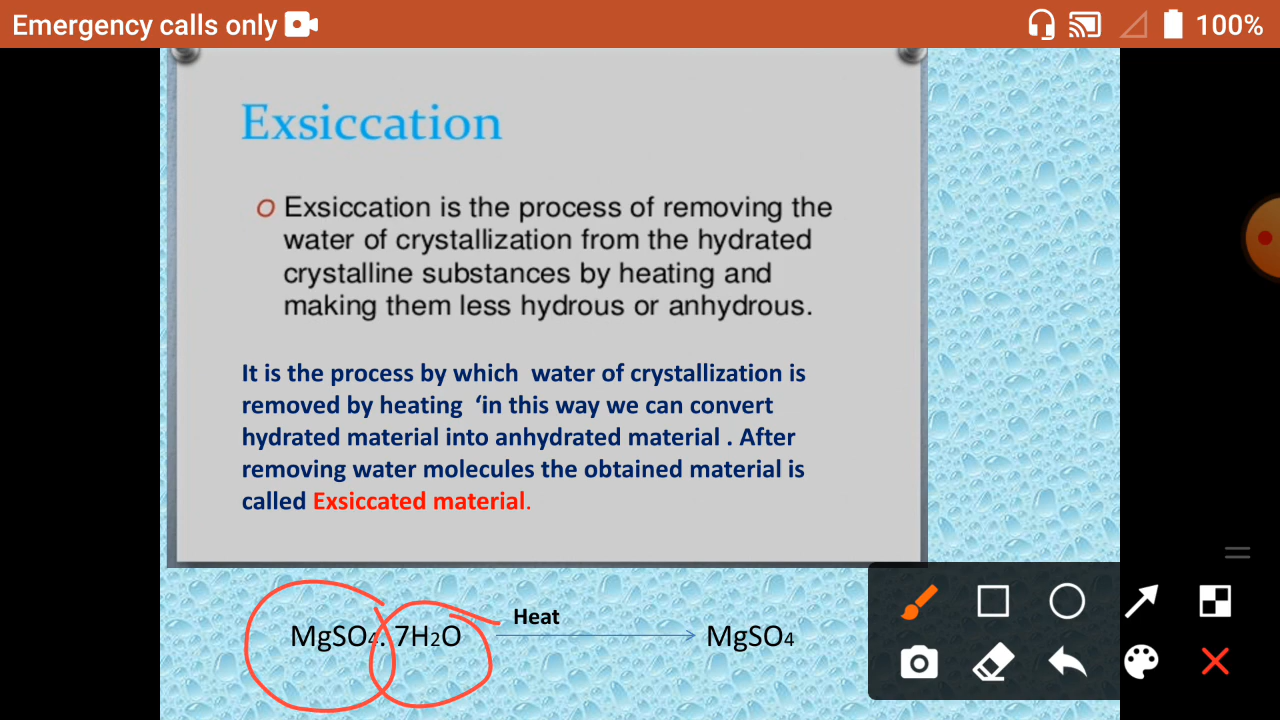 Emergency calls only 100%
Exsiccation
o Exsiccation is the process of removing the
water of crystallization from the hydrated
crystalline substances by heating and
making them less hydrous or anhydrous.
It is the process by which water of crystallization is
removed by heating ‘in this way we can convert
hydrated material into anhydrated material . After
removing water molecules the obtained material is
called Exsiccated material.
Heat
MgSO4. 7H2O MgSO4